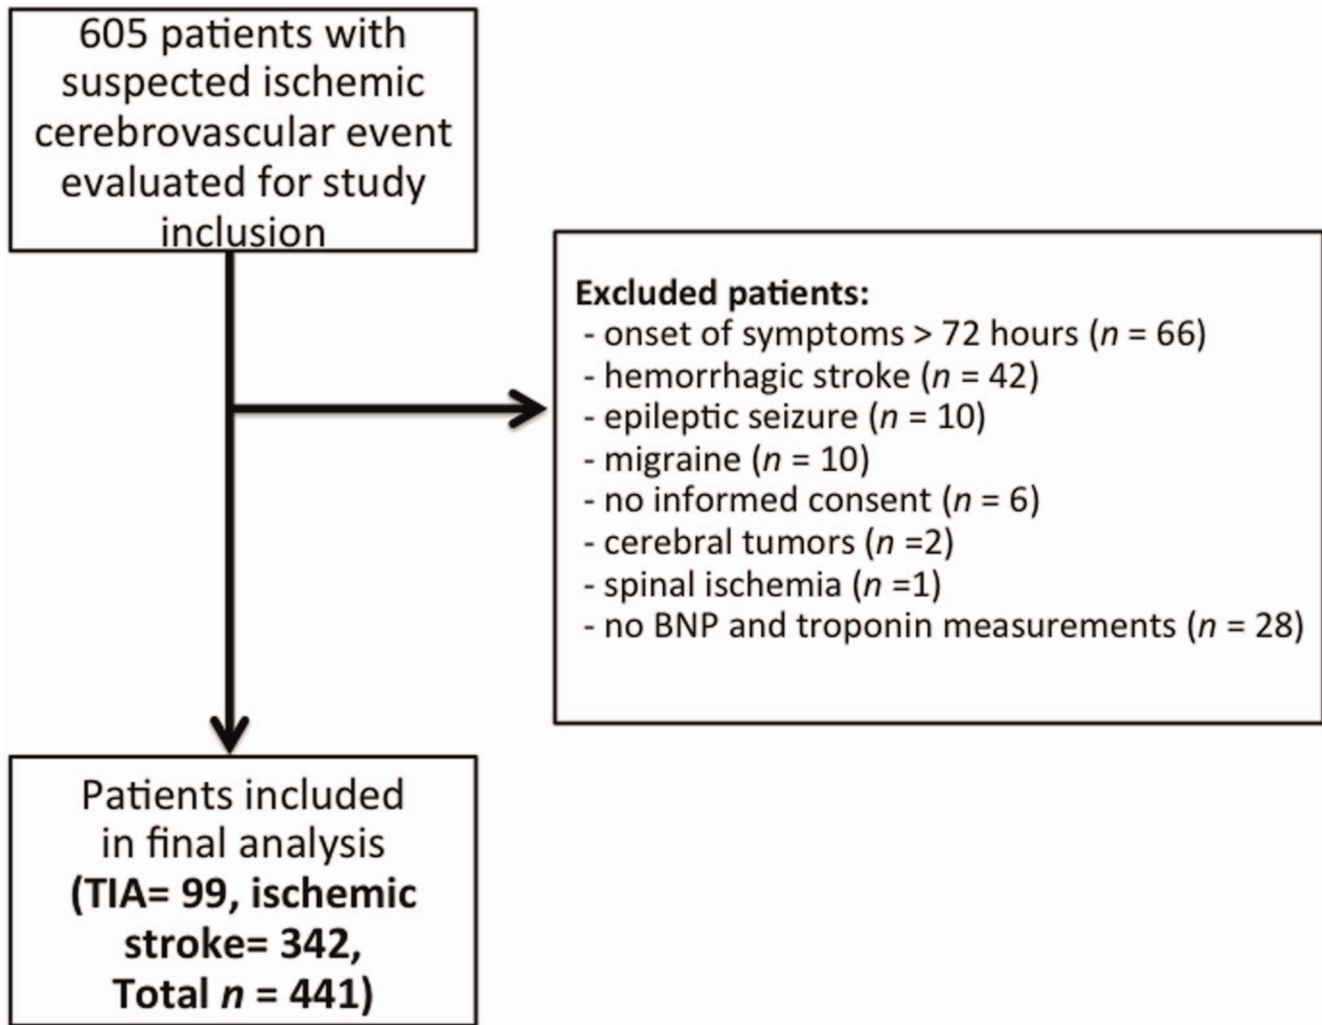 605 patients with
suspected ischemic
cerebrovascular event
evaluated for study
inclusion
Excluded patients:
- onset of symptoms > 72 hours (n = 66)
- hemorrhagic stroke (n = 42)
- epileptic seizure (n = 10)
- migraine (n = 10)
- no informed consent (n = 6)
- cerebral tumors (n =2)
- spinal ischemia (n =1)
- no BNP and troponin measurements (n = 28)
Patients included
in final analysis
(TIA= 99, ischemic
stroke= 342,
Total n = 441)